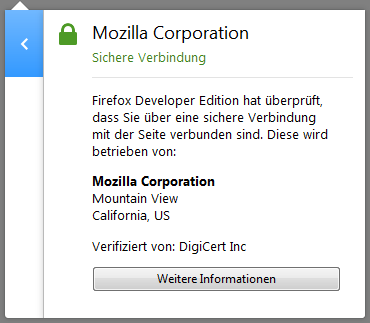 Mozilla Corporation
Sichere Verbindung
Firefox Developer Edition hat überprüft,
dass Sie über eine sichere Verbindung
mit der Seite verbunden sind. Diese wird
betrieben von:
Mozilla Corporation
Mountain View
California, US
Verifiziert von: DigiCert Inc
Weitere Informationen